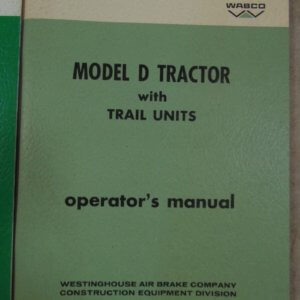 WABCO
MODEL D TRACTOR
with
TRAIL UNITS
operator's manual
WESTINGHOUSE AIR BRAKE COMPANY
CONSTRUCTION EQUIPMENT DIVISION